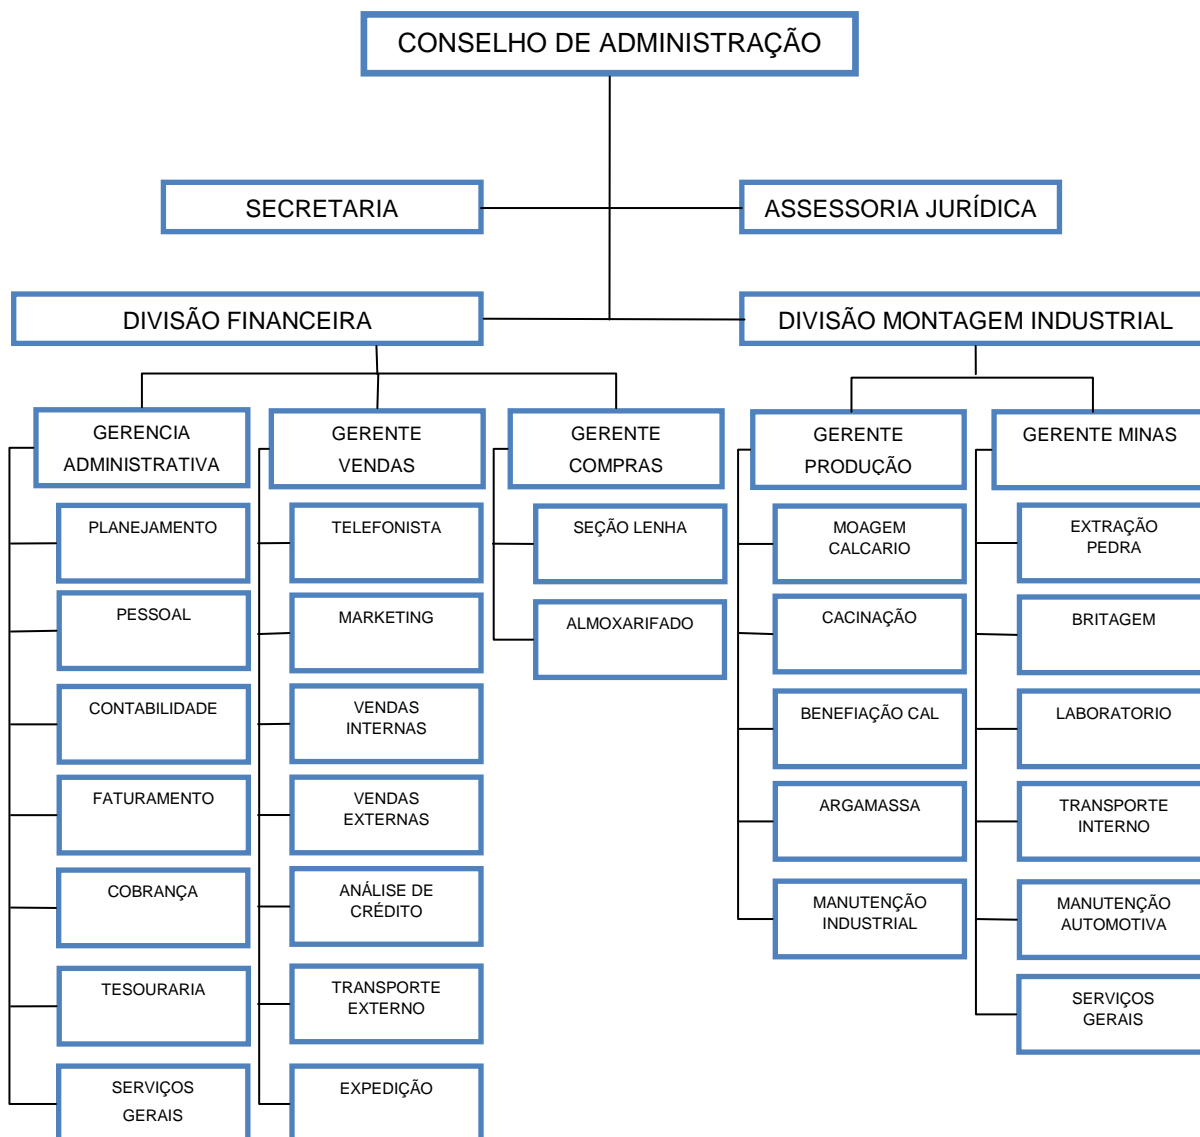 CONSELHO DE ADMINISTRAÇÃO
SECRETARIA
ASSESSORIA JURÍDICA
DIVISÃO FINANCEIRA
DIVISÃO MONTAGEM INDUSTRIAL
GERENCIA
ADMINISTRATIVA
GERENTE
VENDAS
GERENTE
COMPRAS
GERENTE
PRODUÇÃO
GERENTE MINAS
PLANEJAMENTO
PESSOAL
CONTABILIDADE
FATURAMENTO
COBRANÇA
TESOURARIA
SERVIÇOS
GERAIS
TELEFONISTA
MARKETING
VENDAS
INTERNAS
VENDAS
EXTERNAS
ANÁLISE DE
CRÉDITO
TRANSPORTE
EXTERNO
EXPEDIÇÃO
SEÇÃO LENHA
ALMOXARIFADO
MOAGEM
CALCARIO
CACINAÇÃO
BENEFIAÇÃO CAL
ARGAMASSA
MANUTENÇÃO
INDUSTRIAL
EXTRAÇÃO
PEDRA
BRITAGEM
LABORATORIO
TRANSPORTE
INTERNO
MANUTENÇÃO
AUTOMOTIVA
SERVIÇOS
GERAIS